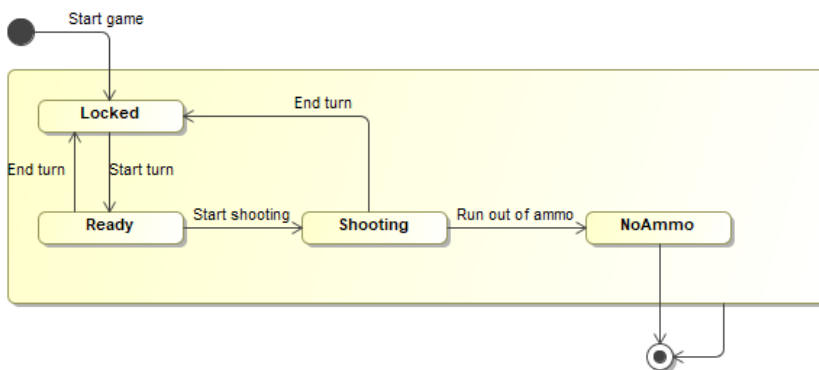 Start game
Locked
End turn
End turn
Start turn
Ready
Start shooting
Shooting
Run out of ammo
NoAmmo